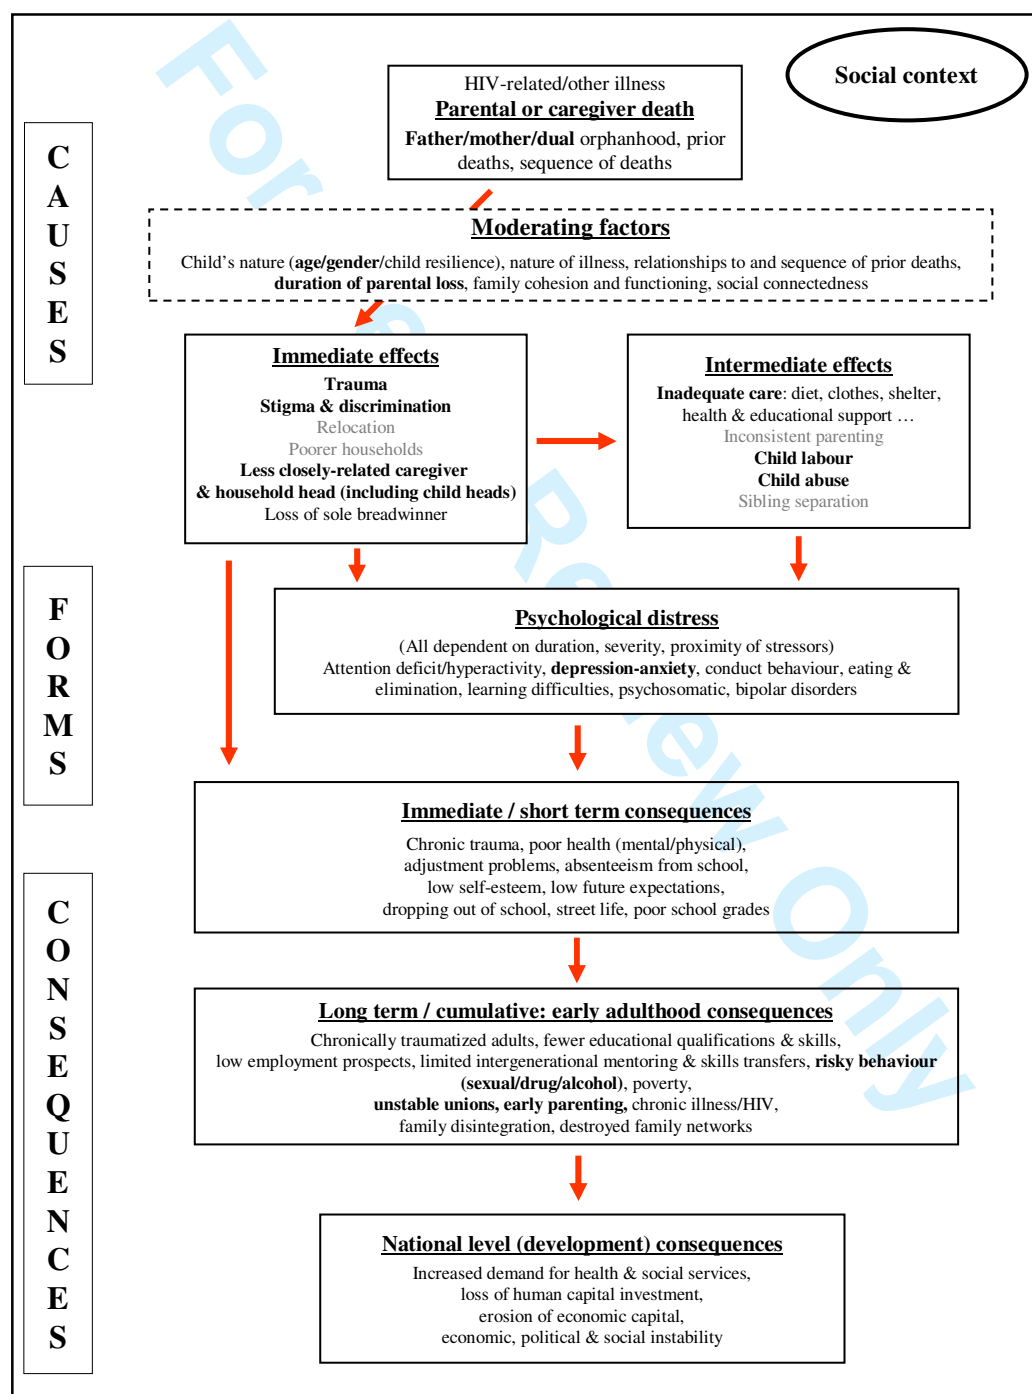 Social context
HIV-related/other illness
Parental or caregiver death
Father/mother/dual orphanhood, prior
deaths, sequence of deaths
CAUSES
Moderating factors
Child's nature (age/gender/child resilience), nature of illness, relationships to and sequence of prior deaths,
duration of parental loss, family cohesion and functioning, social connectedness
Immediate effects
Trauma
Stigma & discrimination
Relocation
Poorer households
Less closely-related caregiver
& household head (including child heads)
Loss of sole breadwinner
Intermediate effects
Inadequate care: diet, clothes, shelter,
health & educational support …
Inconsistent parenting
Child labour
Child abuse
Sibling separation
FORMS
Psychological distress
(All dependent on duration, severity, proximity of stressors)
Attention deficit/hyperactivity, depression-anxiety, conduct behaviour, eating &
elimination, learning difficulties, psychosomatic, bipolar disorders
Immediate / short term consequences
Chronic trauma, poor health (mental/physical),
adjustment problems, absenteeism from school,
low self-esteem, low future expectations,
dropping out of school, street life, poor school grades
CONSEQUENCES
Long term / cumulative: early adulthood consequences
Chronically traumatized adults, fewer educational qualifications & skills,
low employment prospects, limited intergenerational mentoring & skills transfers, risky behaviour
(sexual/drug/alcohol), poverty,
unstable unions, early parenting, chronic illness/HIV,
family disintegration, destroyed family networks
National level (development) consequences
Increased demand for health & social services,
loss of human capital investment,
erosion of economic capital,
economic, political & social instability
For Peer Review Only